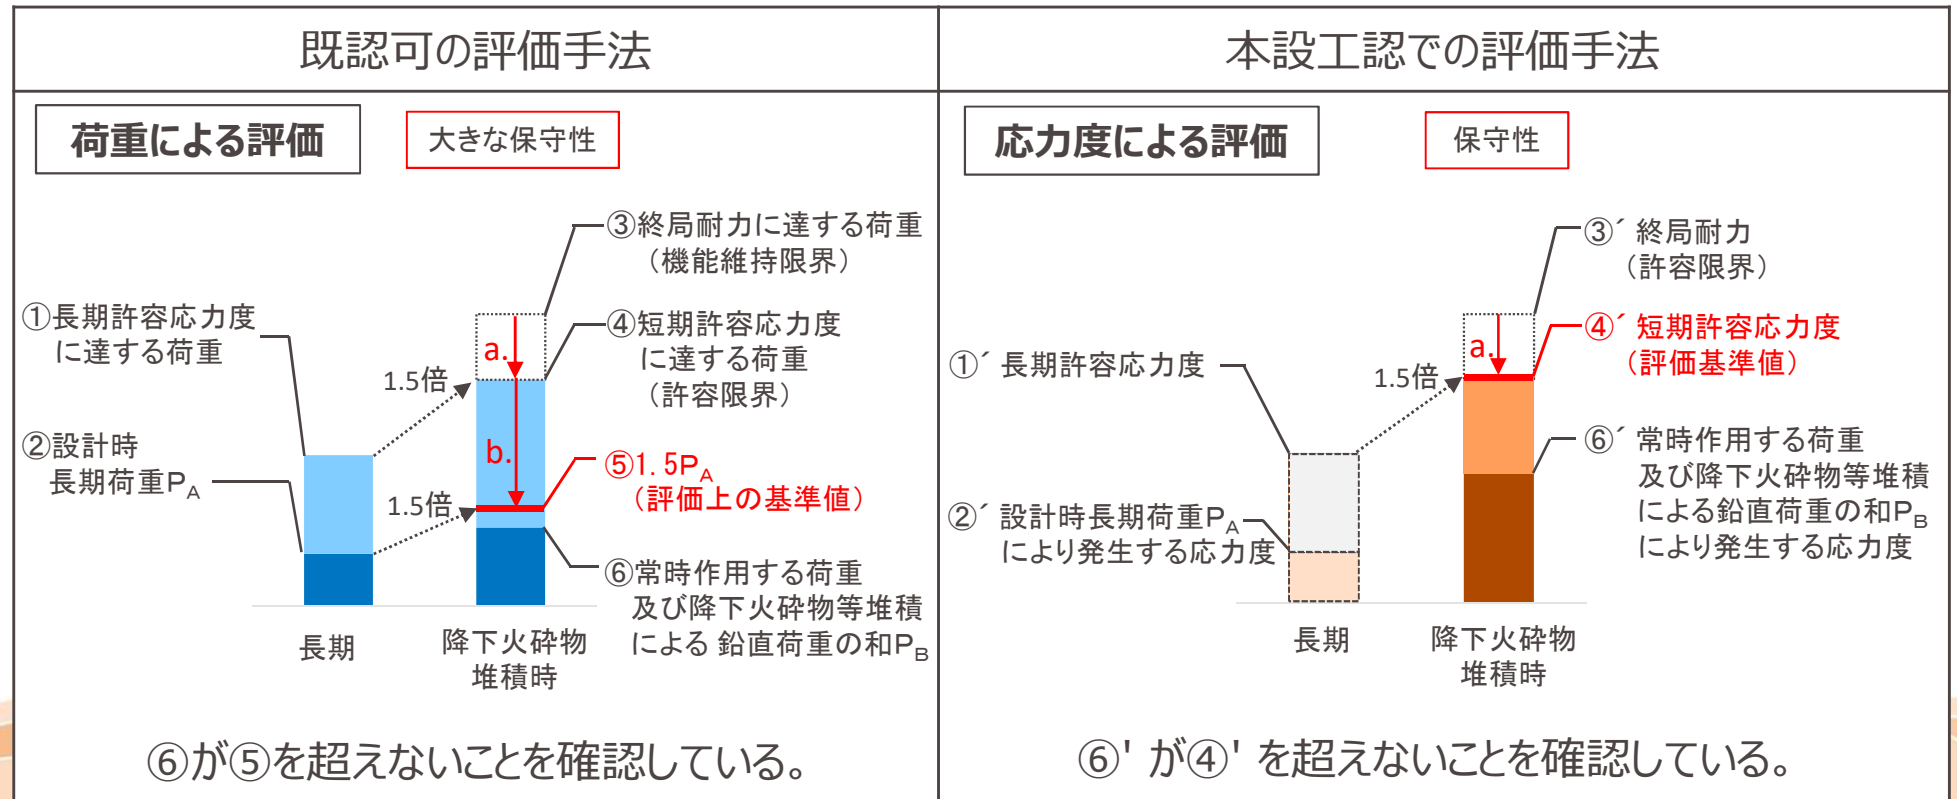 既認可の評価手法
荷重による評価
大きな保守性
③終局耐力に達する荷重
（機能維持限界）
①長期許容応力度
に達する荷重
④短期許容応力度
に達する荷重
（許容限界）
a.
1.5倍
②設計時
長期荷重PA
b.
⑤1.5PA
（評価上の基準値）
1.5倍
⑥常時作用する荷重
及び降下火砕物等堆積
による 鉛直荷重の和PB
長期
降下火砕物
堆積時
⑥が⑤を超えないことを確認している。
本設工認での評価手法
応力度による評価
保守性
③´ 終局耐力
（許容限界）
④´ 短期許容応力度
（評価基準値）
a.
①´ 長期許容応力度
1.5倍
②´ 設計時長期荷重PA
により発生する応力度
⑥´ 常時作用する荷重
及び降下火砕物等堆積
による鉛直荷重の和PB
により発生する応力度
長期
降下火砕物
堆積時
⑥' が④' を超えないことを確認している。